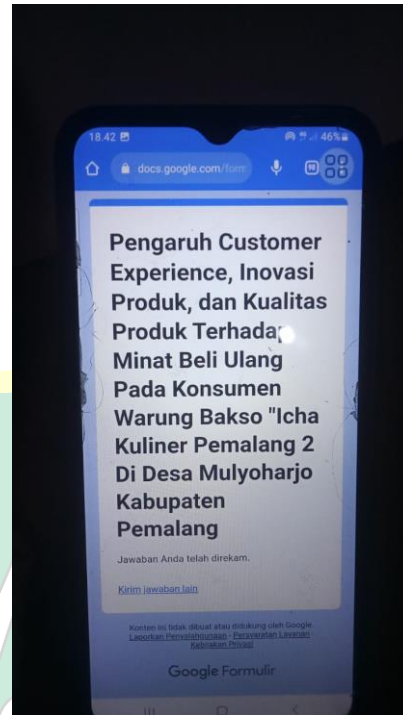 18.42
46%
docs.google.com/form
Pengaruh Customer
Experience, Inovasi
Produk, dan Kualitas
Produk Terhadap
Minat Beli Ulang
Pada Konsumen
Warung Bakso "Icha
Kuliner Pemalang 2
Di Desa Mulyoharjo
Kabupaten
Pemalang
Jawaban Anda telah direkam.
Kirim jawaban lain
Konten ini tidak dibuat atau didukung oleh Google.
Laporkan Penyalahgunaan - Persyaratan Layanan -
Kebijakan Privasi
Google Formulir